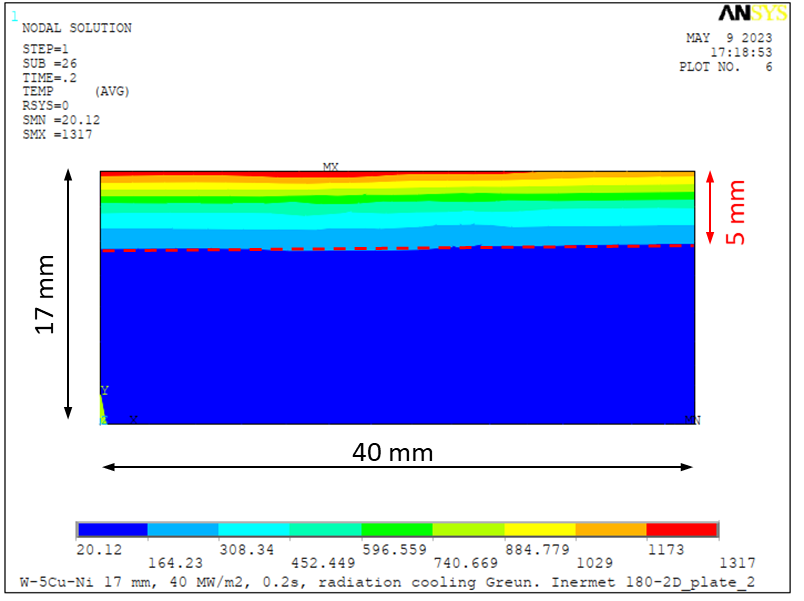 1
ANSYS
NODAL SOLUTION
STEP=1
SUB =26
TIME=.2
TEMP (AVG)
RSYS=0
SMN =20.12
SMX =1317
MAY 9 2023
17:18:53
PLOT NO. 6
MX
5 mm
17 mm
Y
Z X
MN
40 mm
20.12 308.34 596.559 884.779 1173
164.23 452.449 740.669 1029 1317
W-5Cu-Ni 17 mm, 40 MW/m2, 0.2s, radiation cooling Greun. Inermet 180-2D_plate_2